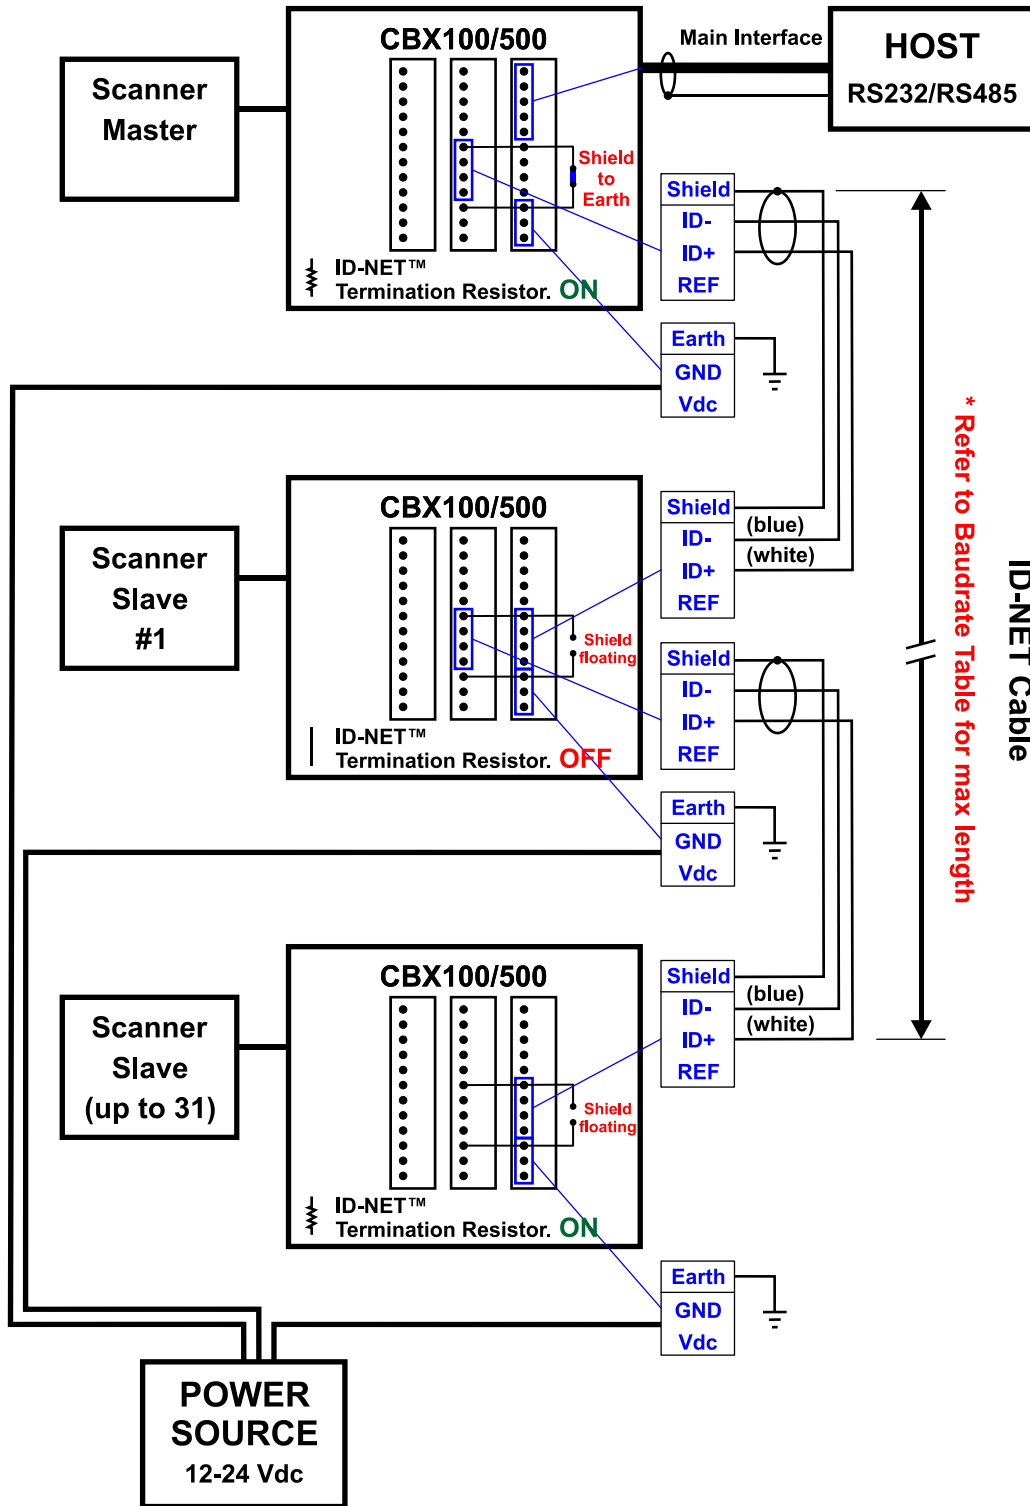 CBX100/500
Main Interface
HOST
RS232/RS485
Scanner
Master
Shield
to
Earth
Shield
ID-
ID+
REF
ID-NET™
Termination Resistor. ON
Earth
GND
Vdc
CBX100/500
Scanner
Slave
#1
Shield
ID-
ID+
REF
(blue)
(white)
Shield
floating
Shield
ID-
ID+
REF
ID-NET™
Termination Resistor. OFF
Earth
GND
Vdc
* Refer to Baudrate Table for max length
ID-NET Cable
CBX100/500
Scanner
Slave
(up to 31)
Shield
ID-
ID+
REF
(blue)
(white)
Shield
floating
ID-NET™
Termination Resistor. ON
Earth
GND
Vdc
POWER
SOURCE
12-24 Vdc